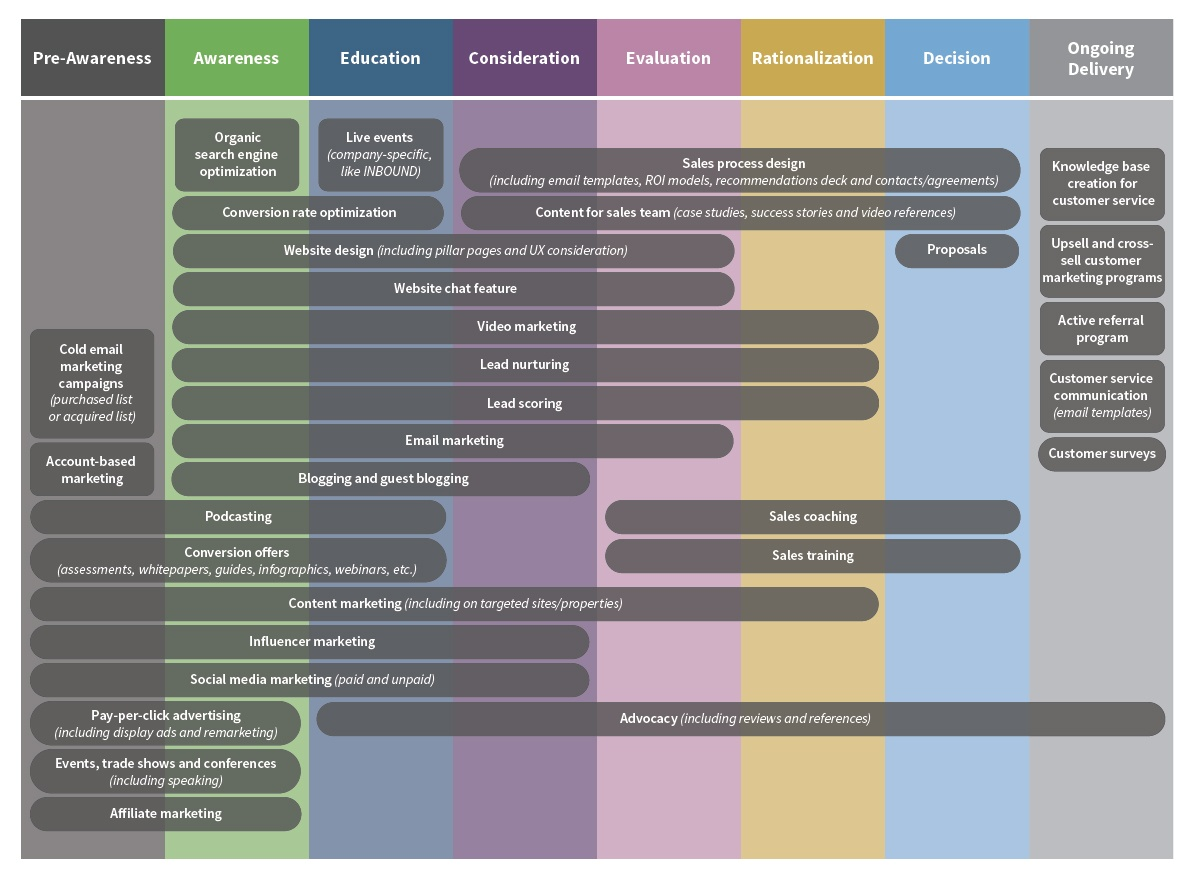 Pre-Awareness
Awareness
Education
Consideration
Evaluation
Rationalization
Decision
Ongoing
Delivery
Organic
search engine
optimization
Live events
(company-specific,
like INBOUND)
Sales process design
(including email templates, ROI models, recommendations deck and contacts/agreements)
Knowledge base
creation for
customer service
Conversion rate optimization
Content for sales team (case studies, success stories and video references)
Website design (including pillar pages and UX consideration)
Proposals
Upsell and cross-
sell customer
marketing programs
Website chat feature
Video marketing
Active referral
program
Cold email
marketing
campaigns
(purchased list
or acquired list)
Lead nurturing
Lead scoring
Customer service
communication
(email templates)
Email marketing
Customer surveys
Account-based
marketing
Blogging and guest blogging
Podcasting
Sales coaching
Conversion offers
(assessments, whitepapers, guides, infographics, webinars, etc.)
Sales training
Content marketing (including on targeted sites/properties)
Influencer marketing
Social media marketing (paid and unpaid)
Pay-per-click advertising
(including display ads and remarketing)
Advocacy (including reviews and references)
Events, trade shows and conferences
(including speaking)
Affiliate marketing